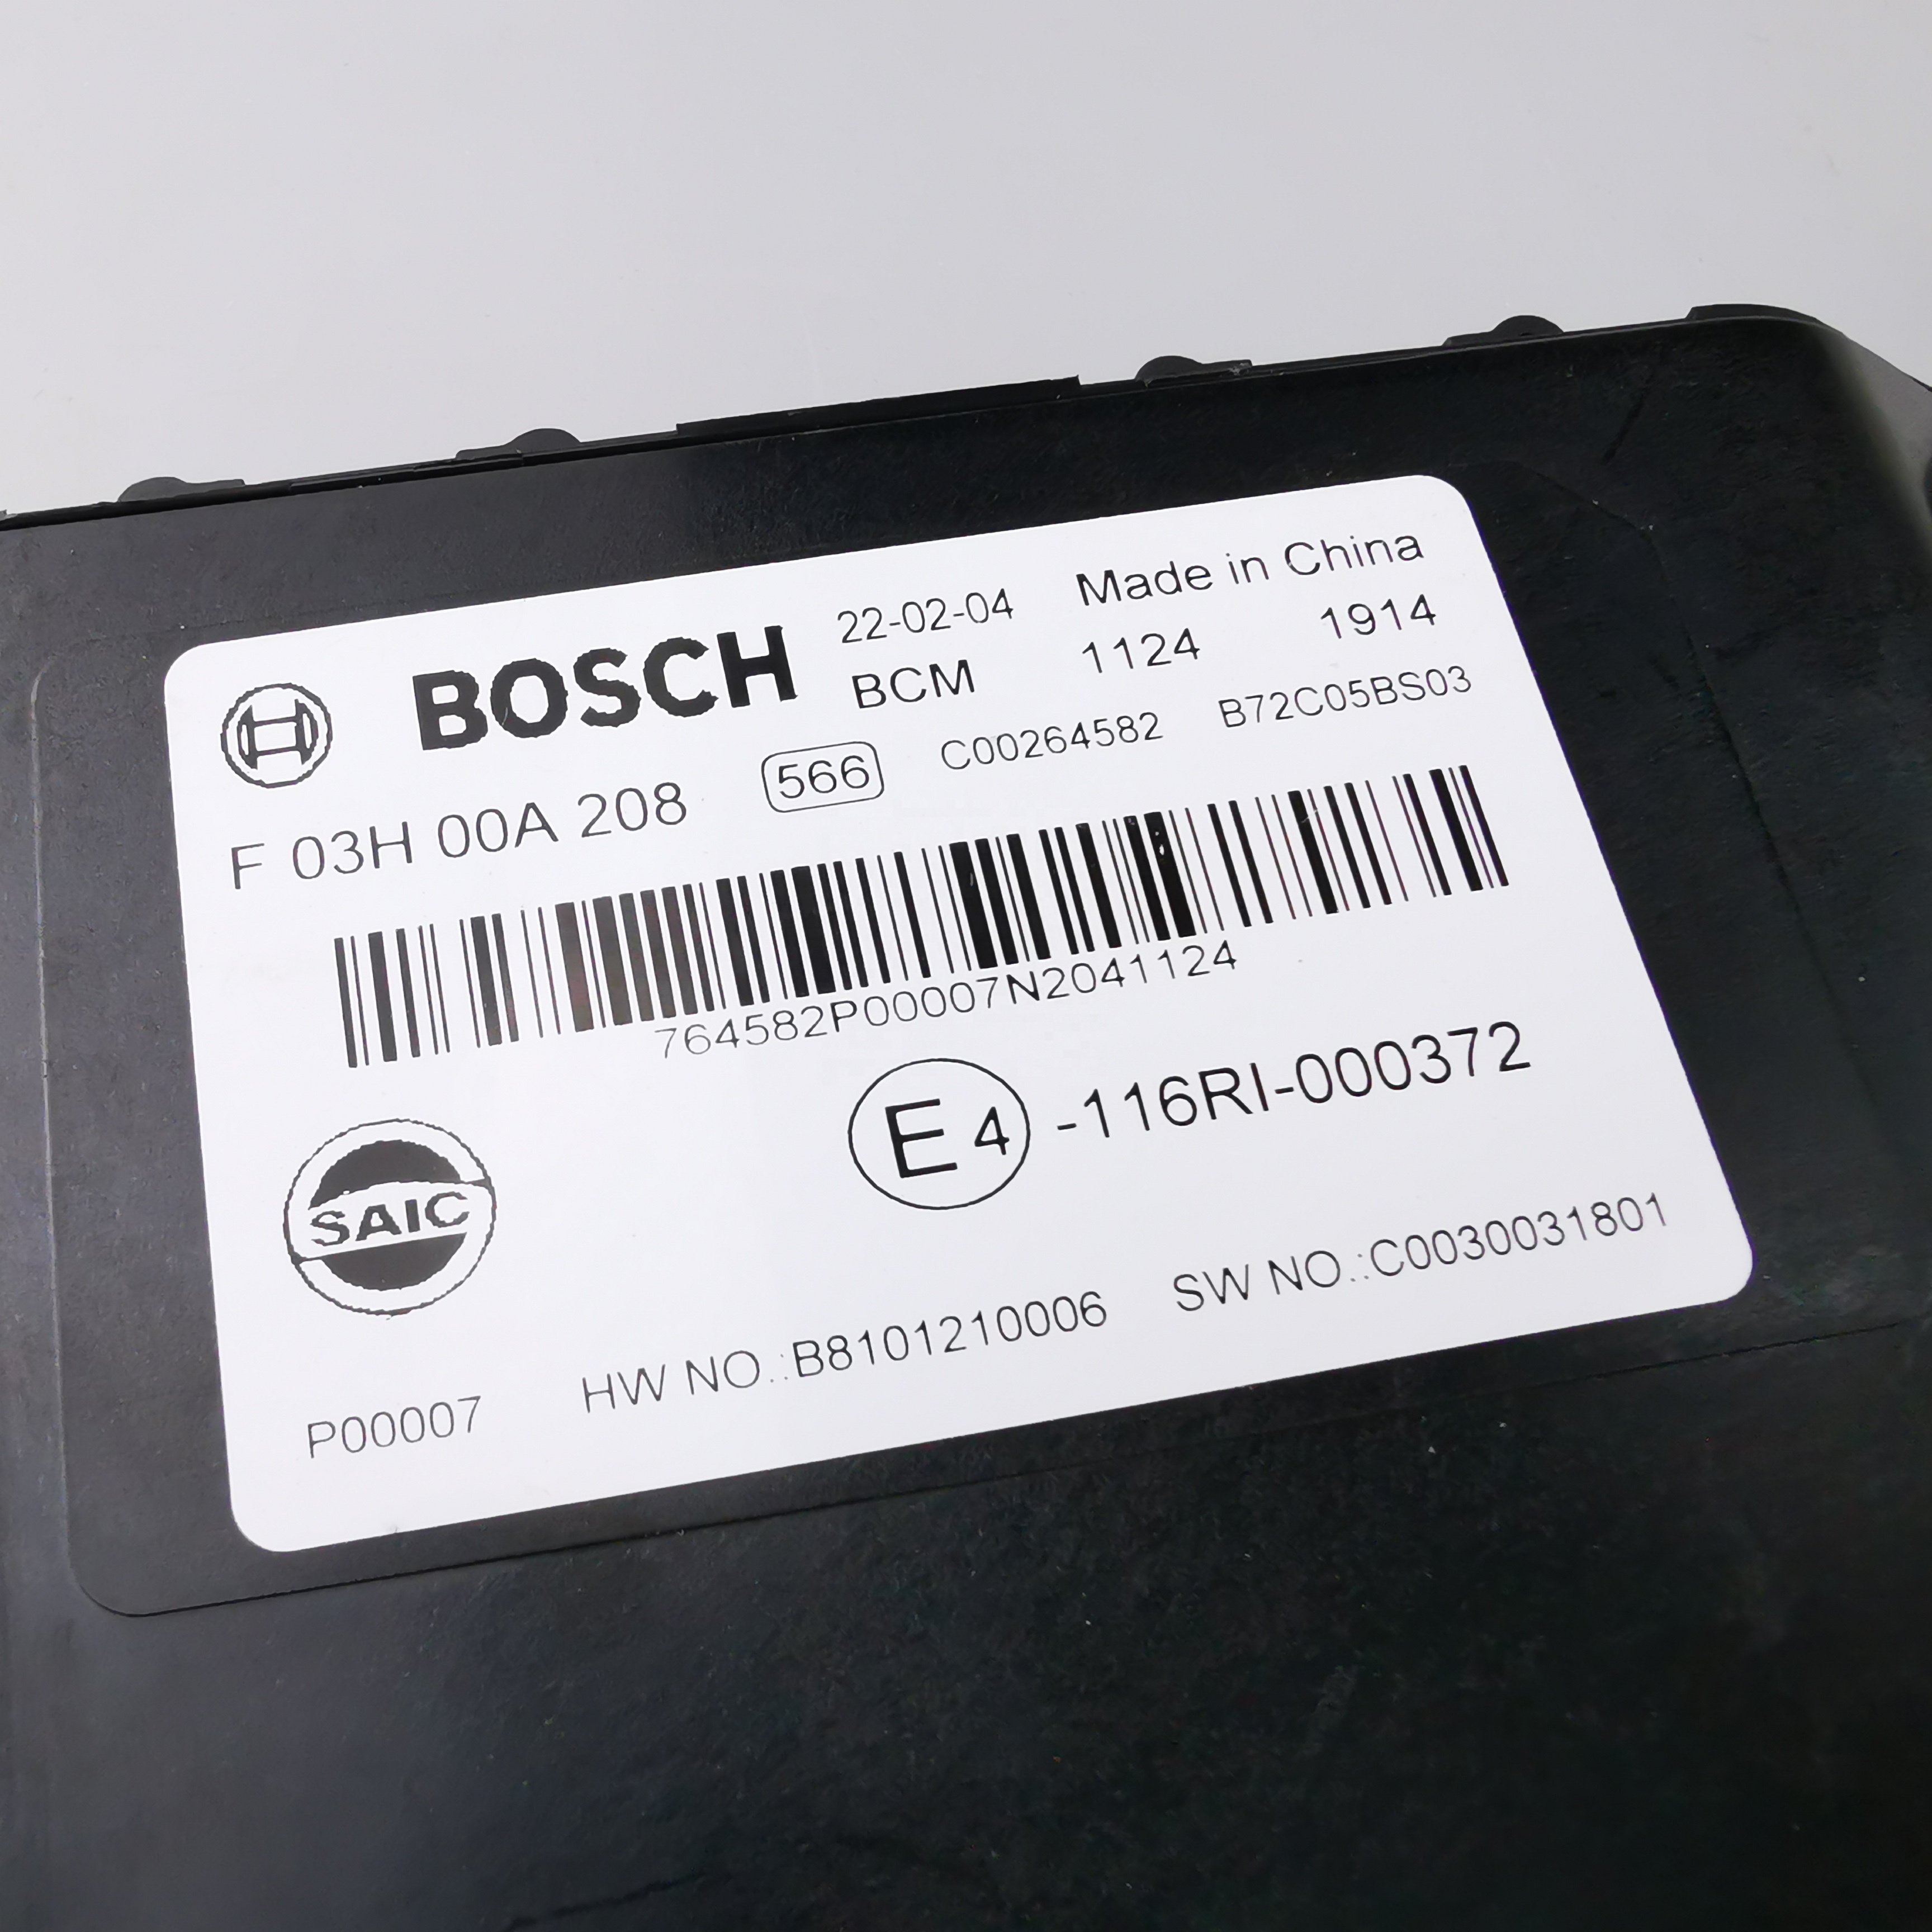 BOSCH 22-02-04 Made in China
BCM 1124 1914
F 03H 00A 208 566 C00264582 B72C05BS03
764582P00007N2041124
E4 -116RI-000372
SAIC
P00007 HW NO.:B8101210006 SW NO.:C0030031801